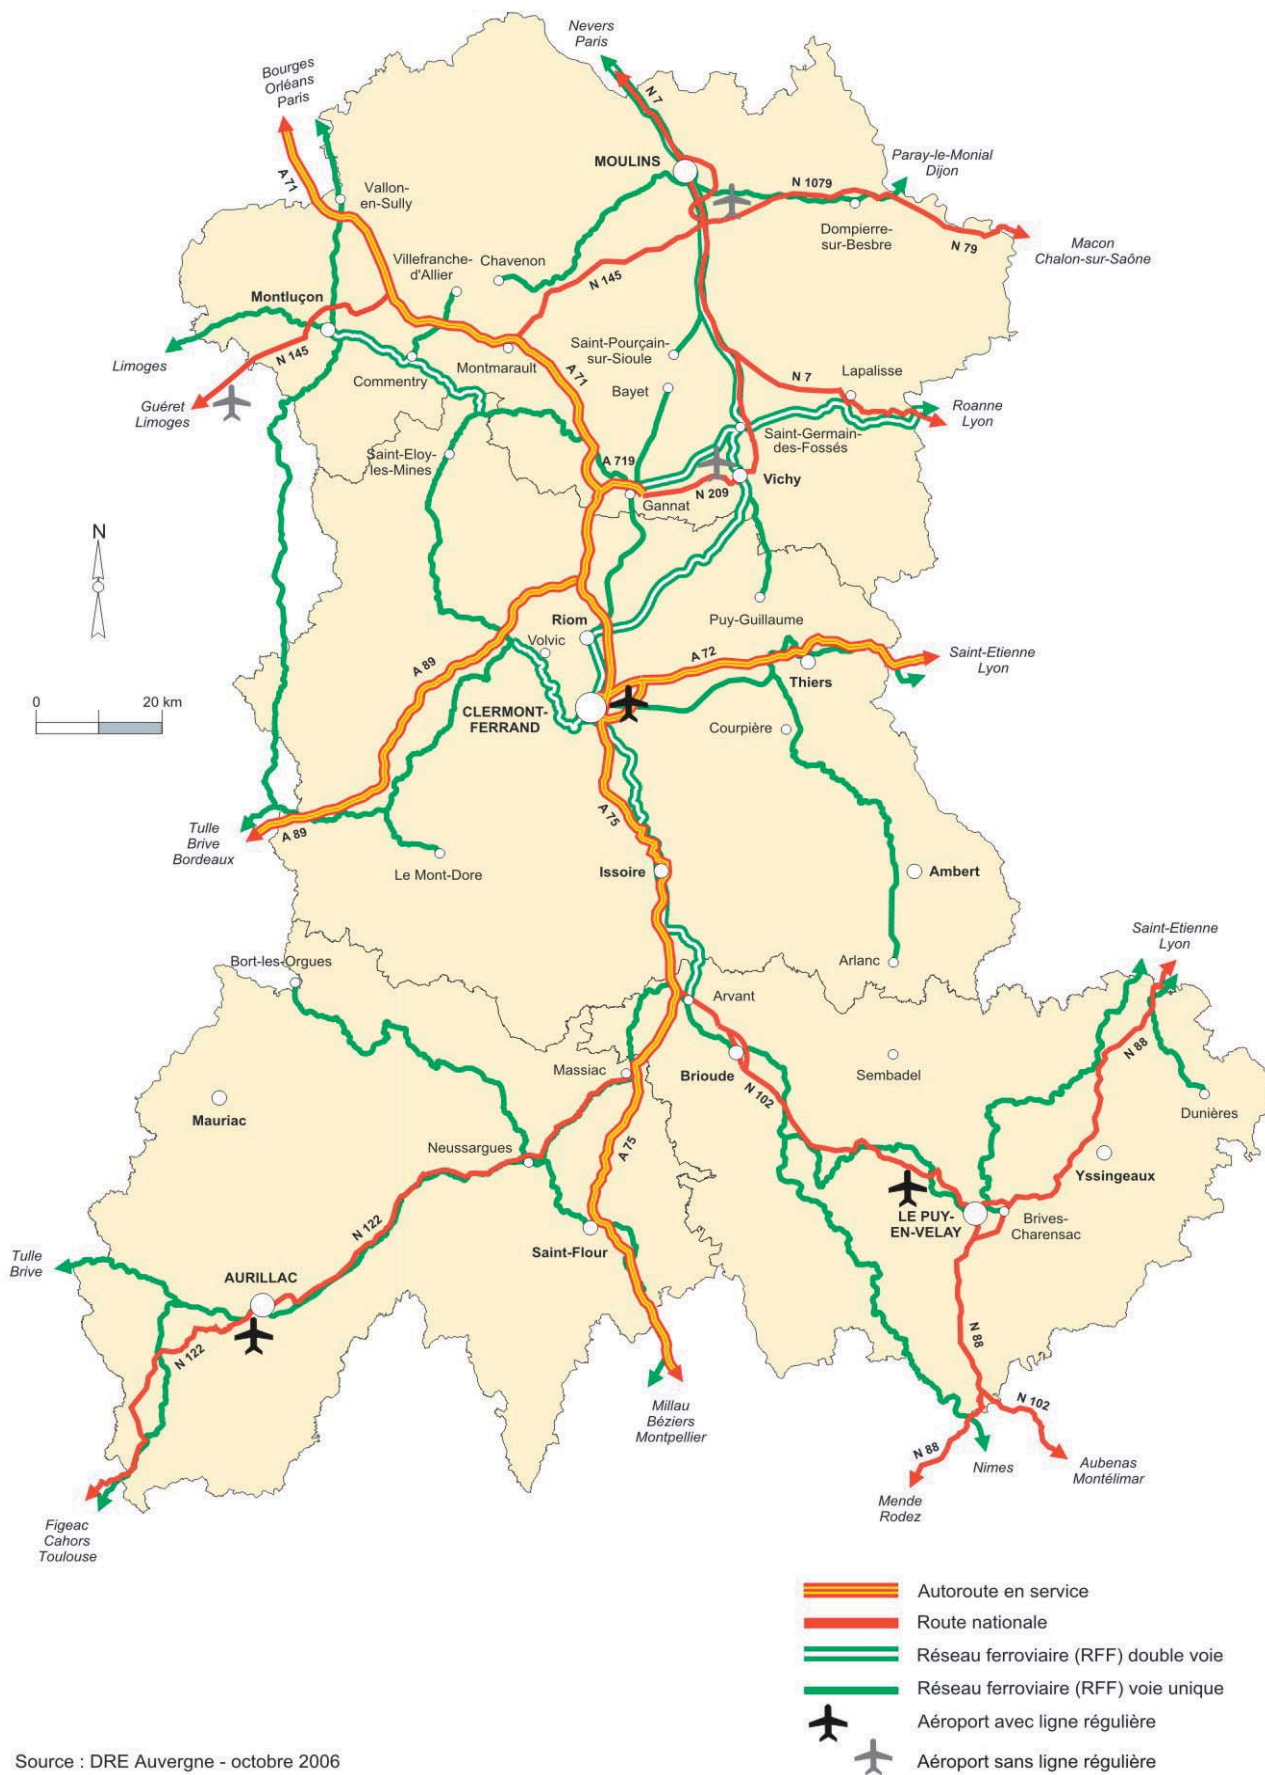 Nevers
Paris
Bourges
Orléans
Paris
N 7
MOULINS
Paray-le-Monial
Dijon
A 71
Vallon-
en-Sully
N 1079
Dompierre-
sur-Besbre
N 79
Macon
Chalon-sur-Saône
Villefranche-
d'Allier
Chavenon
N 145
Montluçon
Saint-Pourçain-
sur-Sioule
Limoges
N 145
Commentry
Montmarault
A 71
Bayet
N 7
Lapalisse
Guéret
Limoges
Roanne
Lyon
Saint-Germain-
des-Fossés
Saint-Eloy-
les-Mines
A 719
Vichy
N 209
Gannat
N
Puy-Guillaume
Riom
Volvic
A 89
A 72
Saint-Etienne
Lyon
Thiers
0
20 km
CLERMONT-
FERRAND
Courpière
A 75
Tulle
Brive
Bordeaux
A 89
Le Mont-Dore
Issoire
Ambert
Saint-Etienne
Lyon
Bort-les-Orgues
Arlanc
Arvant
N 88
Massiac
Brioude
Sembadel
N 102
Dunières
Mauriac
A 75
Neussargues
Yssingeaux
N 122
LE PUY-
EN-VELAY
Brives-
Charensac
Saint-Flour
Tulle
Brive
AURILLAC
N 122
N 88
Millau
Béziers
Montpellier
N 102
N 88
Nimes
Aubenas
Montélimar
Mende
Rodez
Figeac
Cahors
Toulouse
Autoroute en service
Route nationale
Réseau ferroviaire (RFF) double voie
Réseau ferroviaire (RFF) voie unique
Aéroport avec ligne régulière
Aéroport sans ligne régulière
Source : DRE Auvergne - octobre 2006